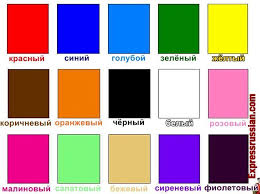 красный синий голубой зелёный жёлтый
коричневый оранжевый чёрный белый розовый
малиновый салатовый бежевый сиреневый фиолетовый
Expressrussian.com